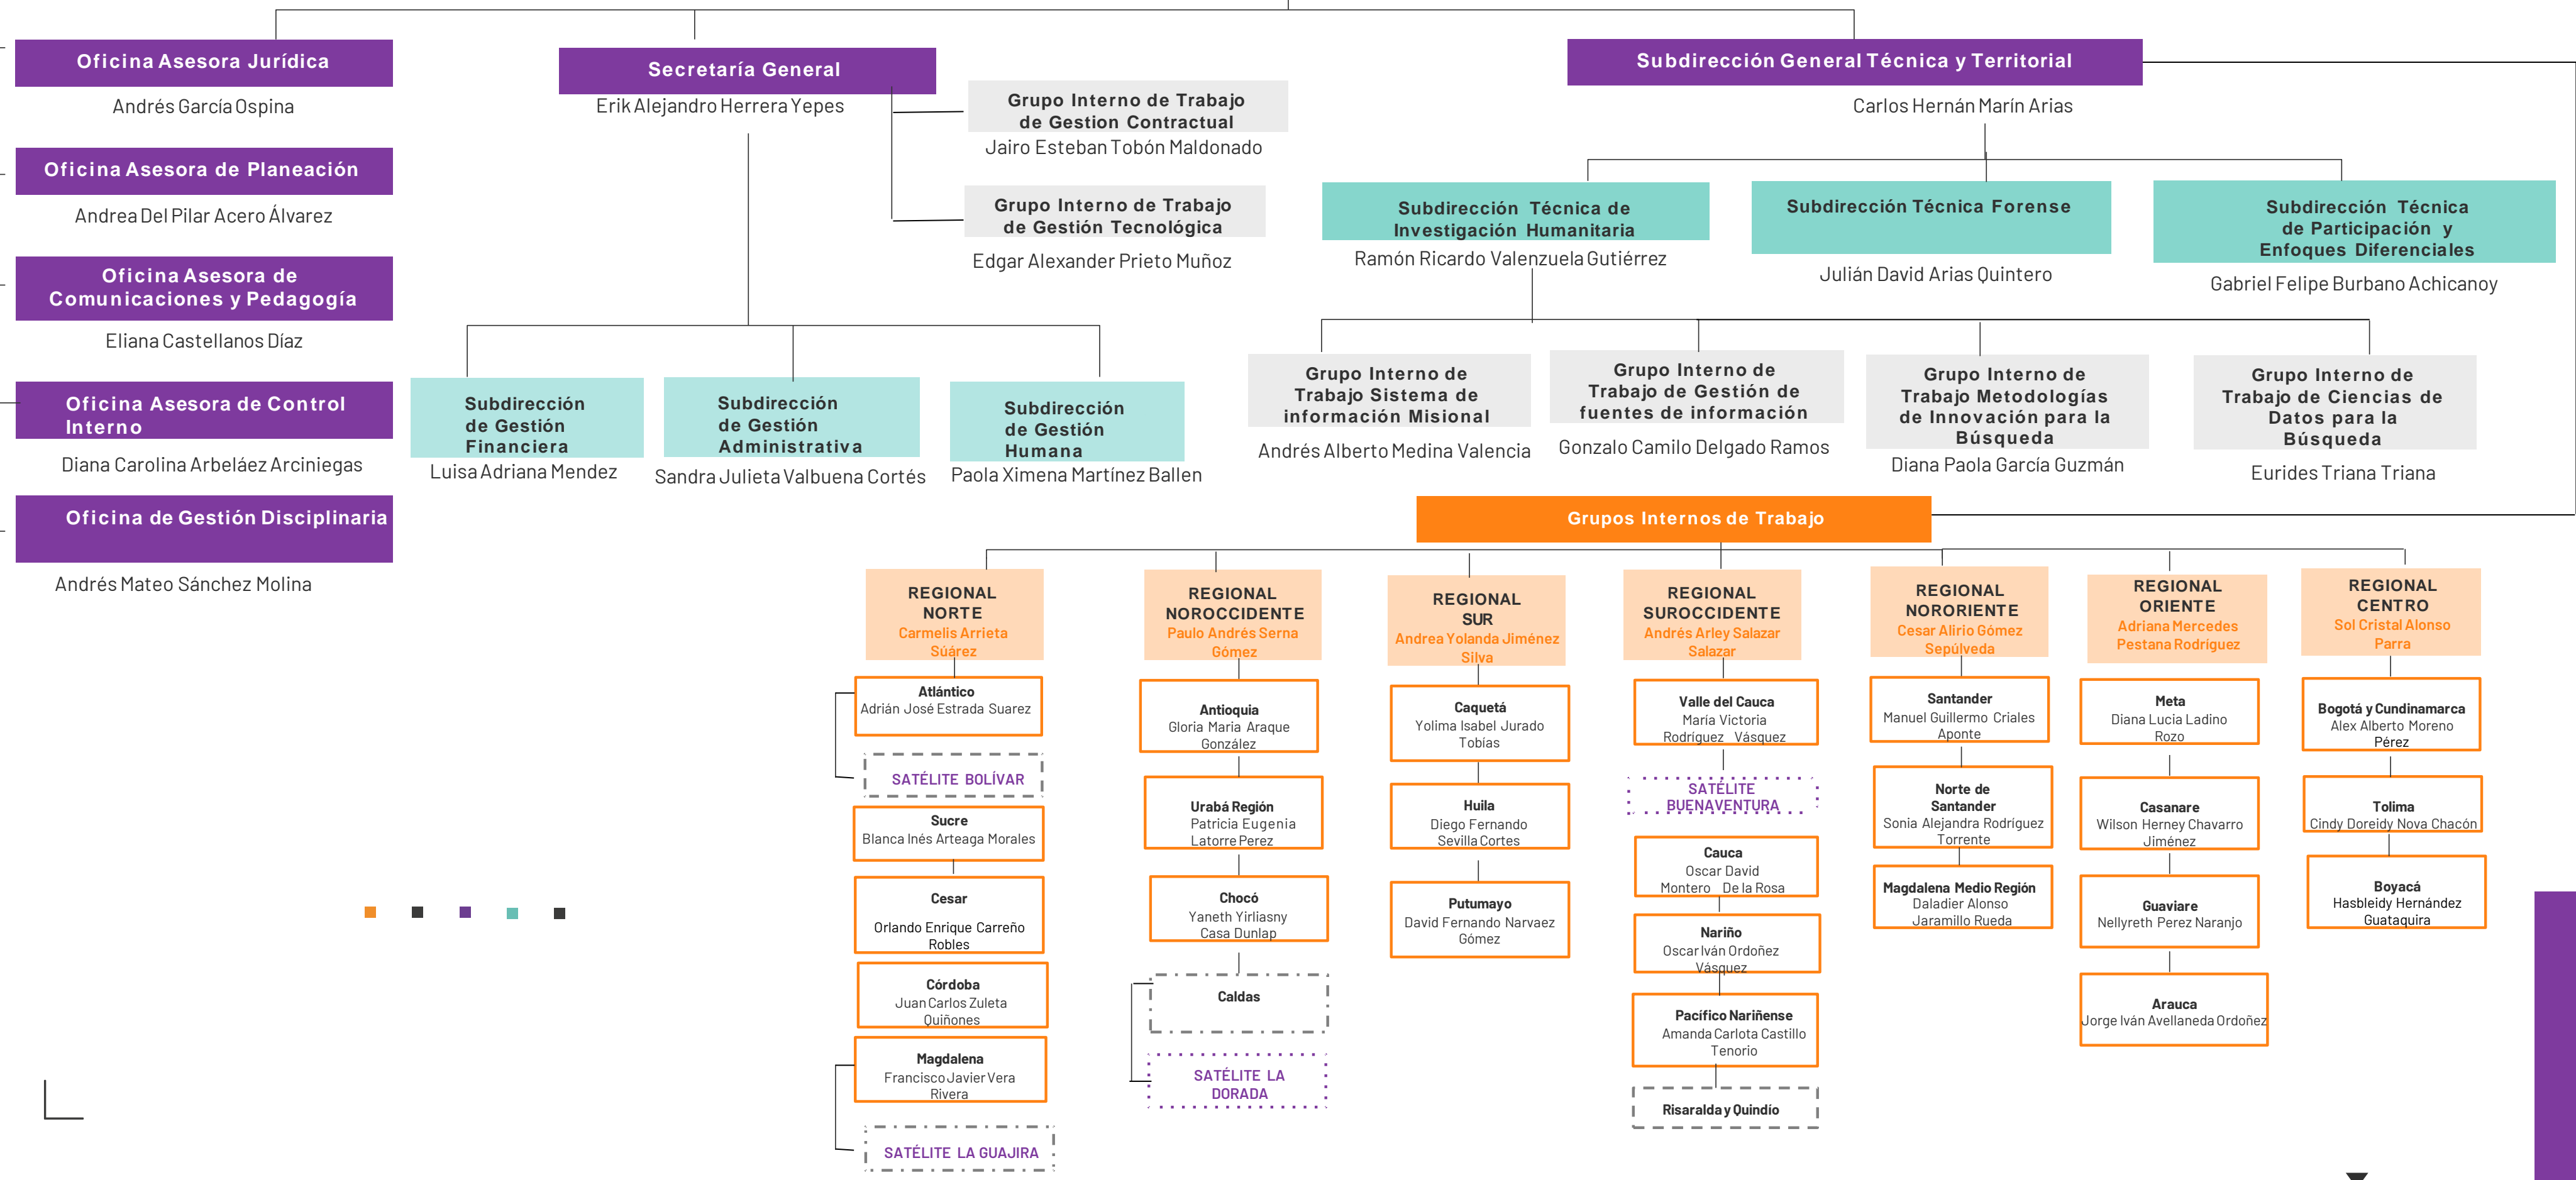 Oficina Asesora Jurídica
Andrés García Ospina
Oficina Asesora de Planeación
Andrea Del Pilar Acero Álvarez
Oficina Asesora de
Comunicaciones y Pedagogía
Eliana Castellanos Díaz
Oficina Asesora de Control
Interno
Diana Carolina Arbeláez Arciniegas
Oficina de Gestión Disciplinaria
Andrés Mateo Sánchez Molina
Secretaría General
Erik Alejandro Herrera Yepes
Grupo Interno de Trabajo
de Gestion Contractual
Jairo Esteban Tobón Maldonado
Grupo Interno de Trabajo
de Gestión Tecnológica
Edgar Alexander Prieto Muñoz
Subdirección
de Gestión
Financiera
Luisa Adriana Mendez
Subdirección
de Gestión
Administrativa
Sandra Julieta Valbuena Cortés
Subdirección
de Gestión
Humana
Paola Ximena Martínez Ballen
Subdirección General Técnica y Territorial
Carlos Hernán Marín Arias
Subdirección Técnica de
Investigación Humanitaria
Ramón Ricardo Valenzuela Gutiérrez
Subdirección Técnica Forense
Julián David Arias Quintero
Subdirección Técnica
de Participación y
Enfoques Diferenciales
Gabriel Felipe Burbano Achicanoy
Grupo Interno de
Trabajo Sistema de
información Misional
Andrés Alberto Medina Valencia
Grupo Interno de
Trabajo de Gestión de
fuentes de información
Gonzalo Camilo Delgado Ramos
Grupo Interno de
Trabajo Metodologías
de Innovación para la
Búsqueda
Diana Paola García Guzmán
Grupo Interno de
Trabajo de Ciencias de
Datos para la
Búsqueda
Eurides Triana Triana
Grupos Internos de Trabajo
REGIONAL
NORTE
Carmelis Arrieta
Súárez
Atlántico
Adrián José Estrada Suarez
SATÉLITE BOLÍVAR
Sucre
Blanca Inés Arteaga Morales
Cesar
Orlando Enrique Carreño
Robles
Córdoba
Juan Carlos Zuleta
Quiñones
Magdalena
Francisco Javier Vera
Rivera
SATÉLITE LA GUAJIRA
REGIONAL
NOROCCIDENTE
Paulo Andrés Serna
Gómez
Antioquia
Gloria Maria Araque
González
Urabá Región
Patricia Eugenia
Latorre Perez
Chocó
Yaneth Yirliasny
Casa Dunlap
Caldas
SATÉLITE LA
DORADA
REGIONAL
SUR
Andrea Yolanda Jiménez
Silva
Caquetá
Yolima Isabel Jurado
Tobias
Huila
Diego Fernando
Sevilla Cortes
Putumayo
David Fernando Narvaez
Gómez
REGIONAL
SUROCCIDENTE
Andrés Arley Salazar
Salazar
Valle del Cauca
María Victoria
Rodríguez Vásquez
SATÉLITE
BUENAVENTURA
Cauca
Oscar David
Montero De la Rosa
Nariño
Oscar Iván Ordoñez
Vásquez
Pacífico Nariñense
Amanda Carlota Castillo
Tenorio
Risaralda y Quindío
REGIONAL
NORORIENTE
Cesar Alirio Gómez
Sepúlveda
Santander
Manuel Guillermo Criales
Aponte
Norte de
Santander
Sonia Alejandra Rodríguez
Torrente
Magdalena Medio Región
Daladier Alonso
Jaramillo Rueda
REGIONAL
ORIENTE
Adriana Mercedes
Pestana Rodríguez
Meta
Diana Lucia Ladino
Rozo
Casanare
Wilson Herney Chavarro
Jiménez
Guaviare
Nellyreth Perez Naranjo
Arauca
Jorge Iván Avellaneda Ordoñez
REGIONAL
CENTRO
Sol Cristal Alonso
Parra
Bogotá y Cundinamarca
Alex Alberto Moreno
Pérez
Tolima
Cindy Doreidy Nova Chacón
Boyacá
Hasbleidy Hernández
Guataquira